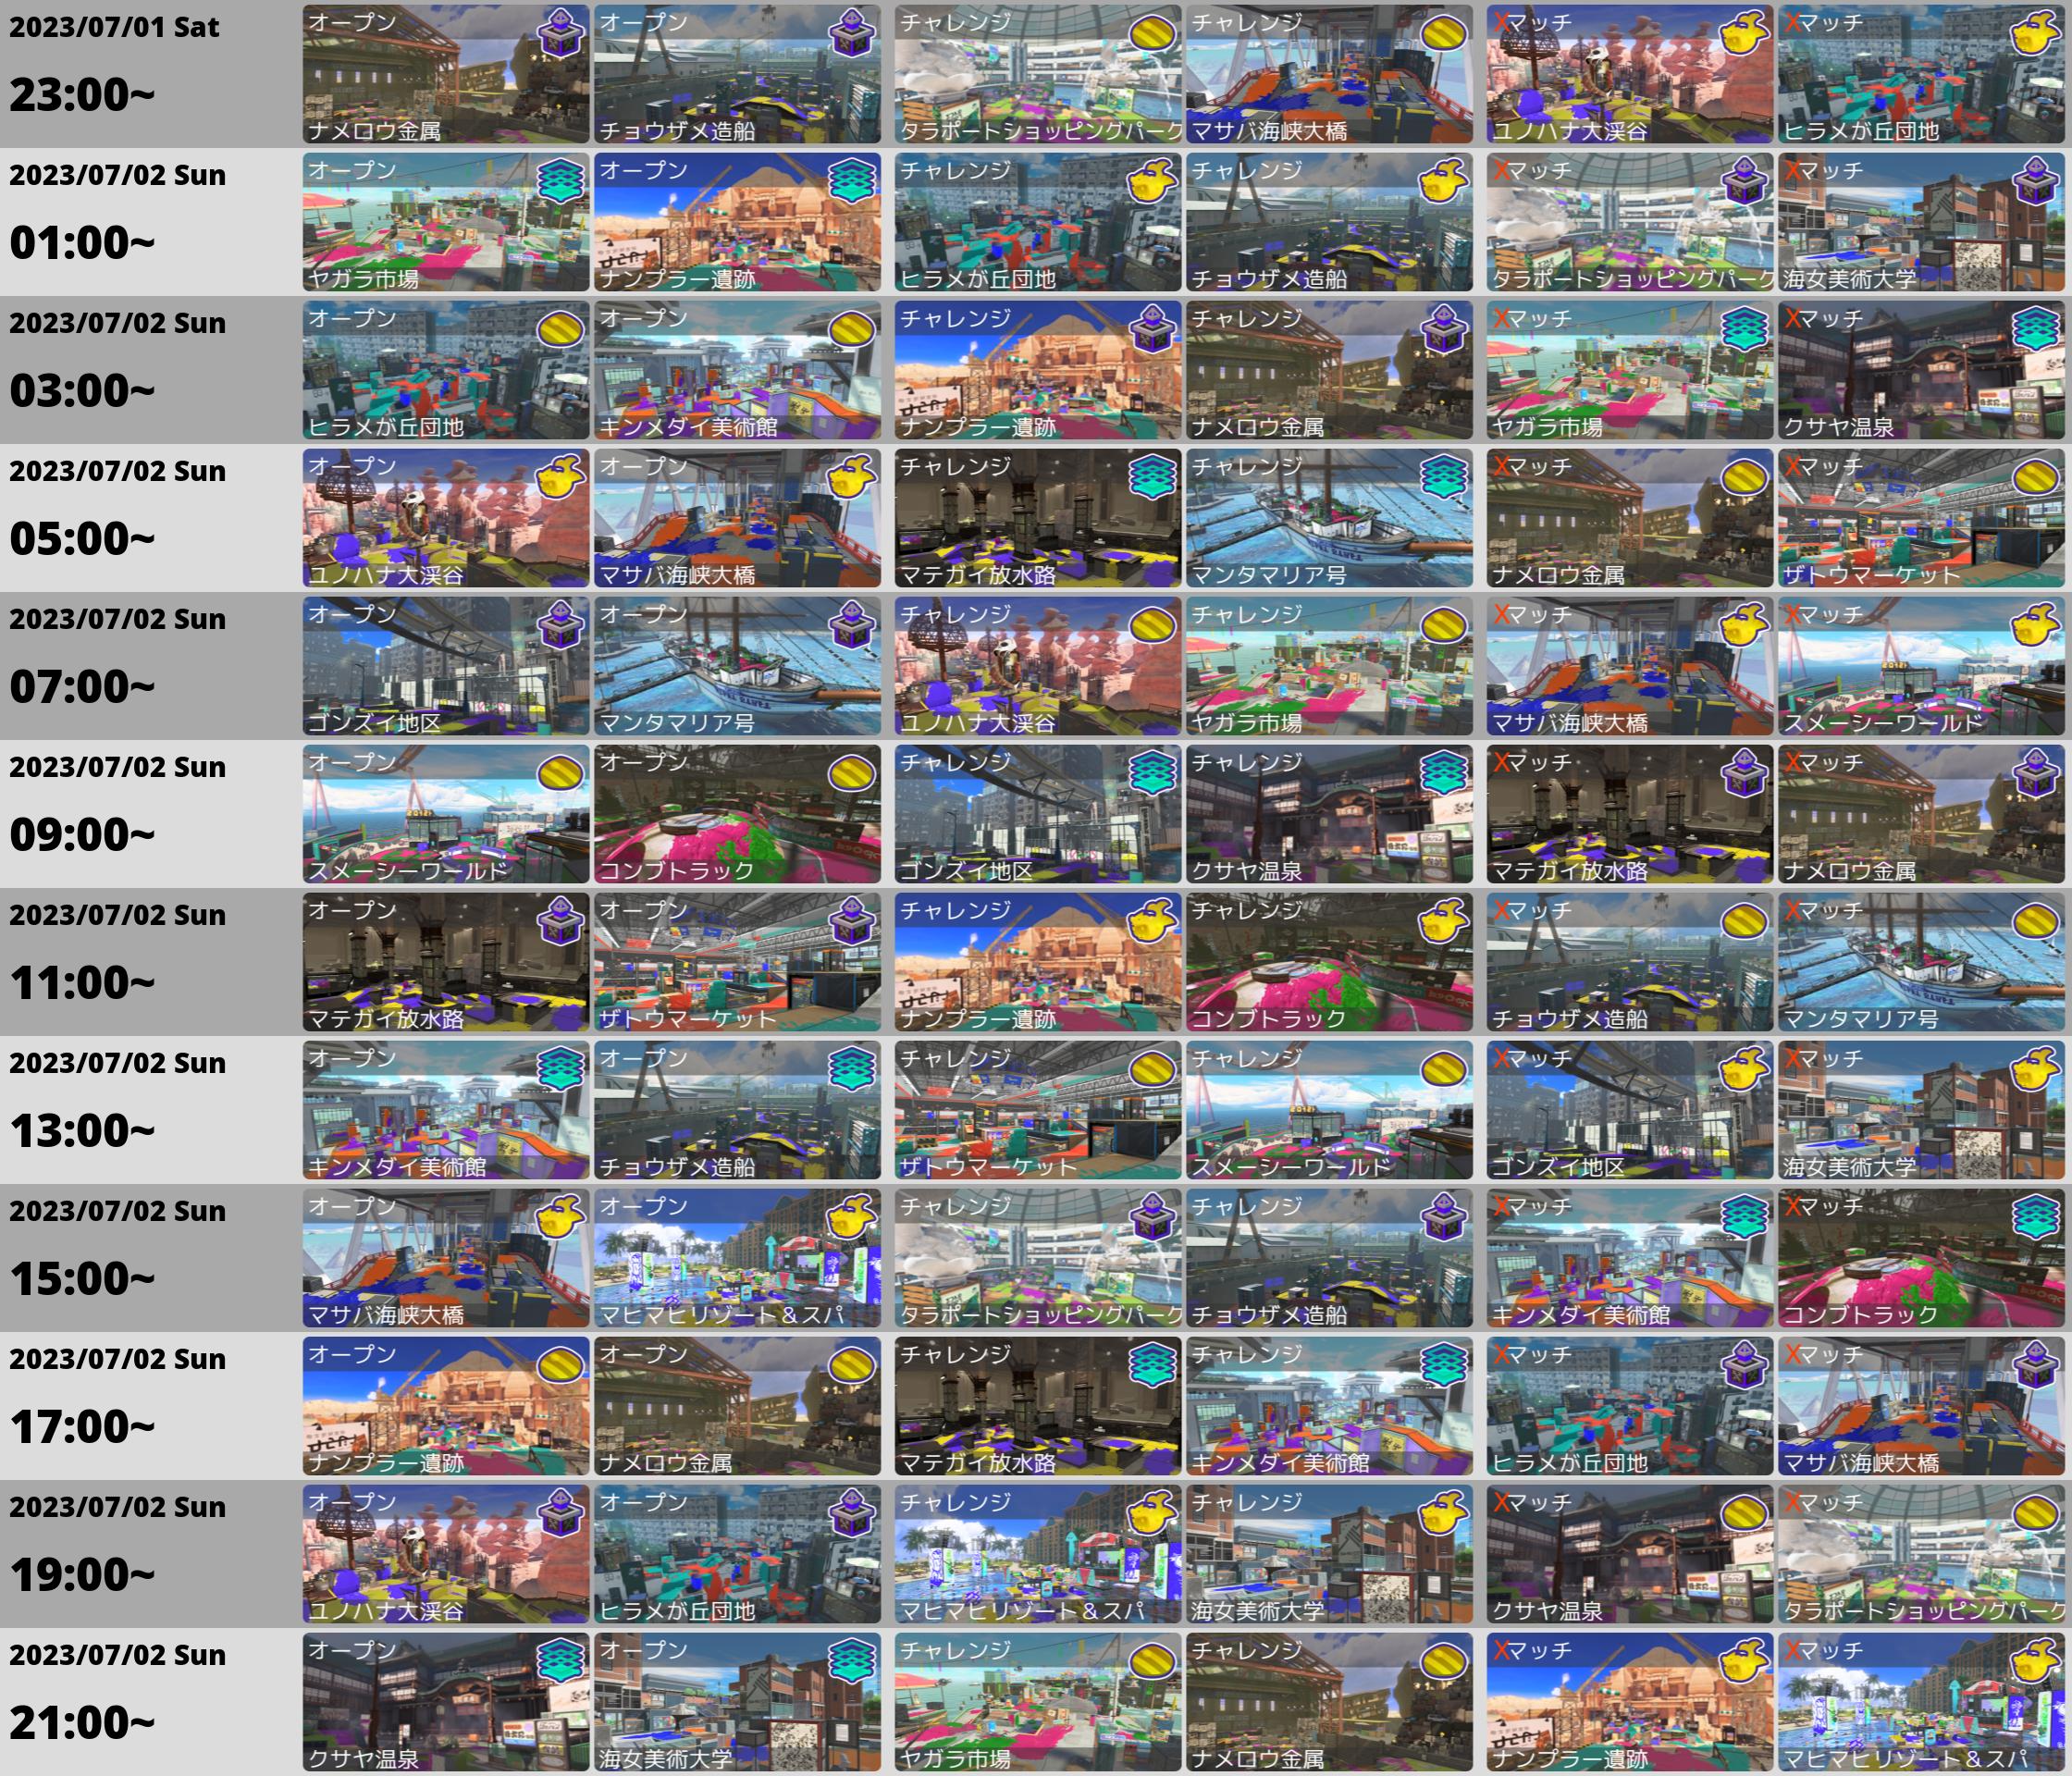 2023/07/01 Sat
23:00~
オープン オープン チャレンジ チャレンジ Xマッチ Xマッチ
ナメロウ金属 チョウザメ造船 タラポートショッピングパーク マサバ海峡大橋 ユノハナ大渓谷 ヒラメが丘団地
2023/07/02 Sun
01:00~
オープン オープン チャレンジ チャレンジ Xマッチ Xマッチ
ヤガラ市場 ナンプラー遺跡 ヒラメが丘団地 チョウザメ造船 タラポートショッピングパーク 海女美術大学
2023/07/02 Sun
03:00~
オープン オープン チャレンジ チャレンジ Xマッチ Xマッチ
ヒラメが丘団地 キンメダイ美術館 ナンプラー遺跡 ナメロウ金属 ヤガラ市場 クサヤ温泉
2023/07/02 Sun
05:00~
オープン オープン チャレンジ チャレンジ Xマッチ Xマッチ
ユノハナ大渓谷 マサバ海峡大橋 マテガイ放水路 マンタマリア号 ナメロウ金属 ザトウマーケット
2023/07/02 Sun
07:00~
オープン オープン チャレンジ チャレンジ Xマッチ Xマッチ
ゴンズイ地区 マンタマリア号 ユノハナ大渓谷 ヤガラ市場 マサバ海峡大橋 スメーシーワールド
2023/07/02 Sun
09:00~
オープン オープン チャレンジ チャレンジ Xマッチ Xマッチ
スメーシーワールド コンブトラック ゴンズイ地区 クサヤ温泉 マテガイ放水路 ナメロウ金属
2023/07/02 Sun
11:00~
オープン オープン チャレンジ チャレンジ Xマッチ Xマッチ
マテガイ放水路 ザトウマーケット ナンプラー遺跡 コンブトラック チョウザメ造船 マンタマリア号
2023/07/02 Sun
13:00~
オープン オープン チャレンジ チャレンジ Xマッチ Xマッチ
キンメダイ美術館 チョウザメ造船 ザトウマーケット スメーシーワールド ゴンズイ地区 海女美術大学
2023/07/02 Sun
15:00~
オープン オープン チャレンジ チャレンジ Xマッチ Xマッチ
マサバ海峡大橋 マヒマヒリゾート＆スパ タラポートショッピングパーク チョウザメ造船 キンメダイ美術館 コンブトラック
2023/07/02 Sun
17:00~
オープン オープン チャレンジ チャレンジ Xマッチ Xマッチ
ナンプラー遺跡 ナメロウ金属 マテガイ放水路 キンメダイ美術館 ヒラメが丘団地 マサバ海峡大橋
2023/07/02 Sun
19:00~
オープン オープン チャレンジ チャレンジ Xマッチ Xマッチ
ユノハナ大渓谷 ヒラメが丘団地 マヒマヒリゾート＆スパ 海女美術大学 クサヤ温泉 タラポートショッピングパーク
2023/07/02 Sun
21:00~
オープン オープン チャレンジ チャレンジ Xマッチ Xマッチ
クサヤ温泉 海女美術大学 ヤガラ市場 ナメロウ金属 ナンプラー遺跡 マヒマヒリゾート＆スパ